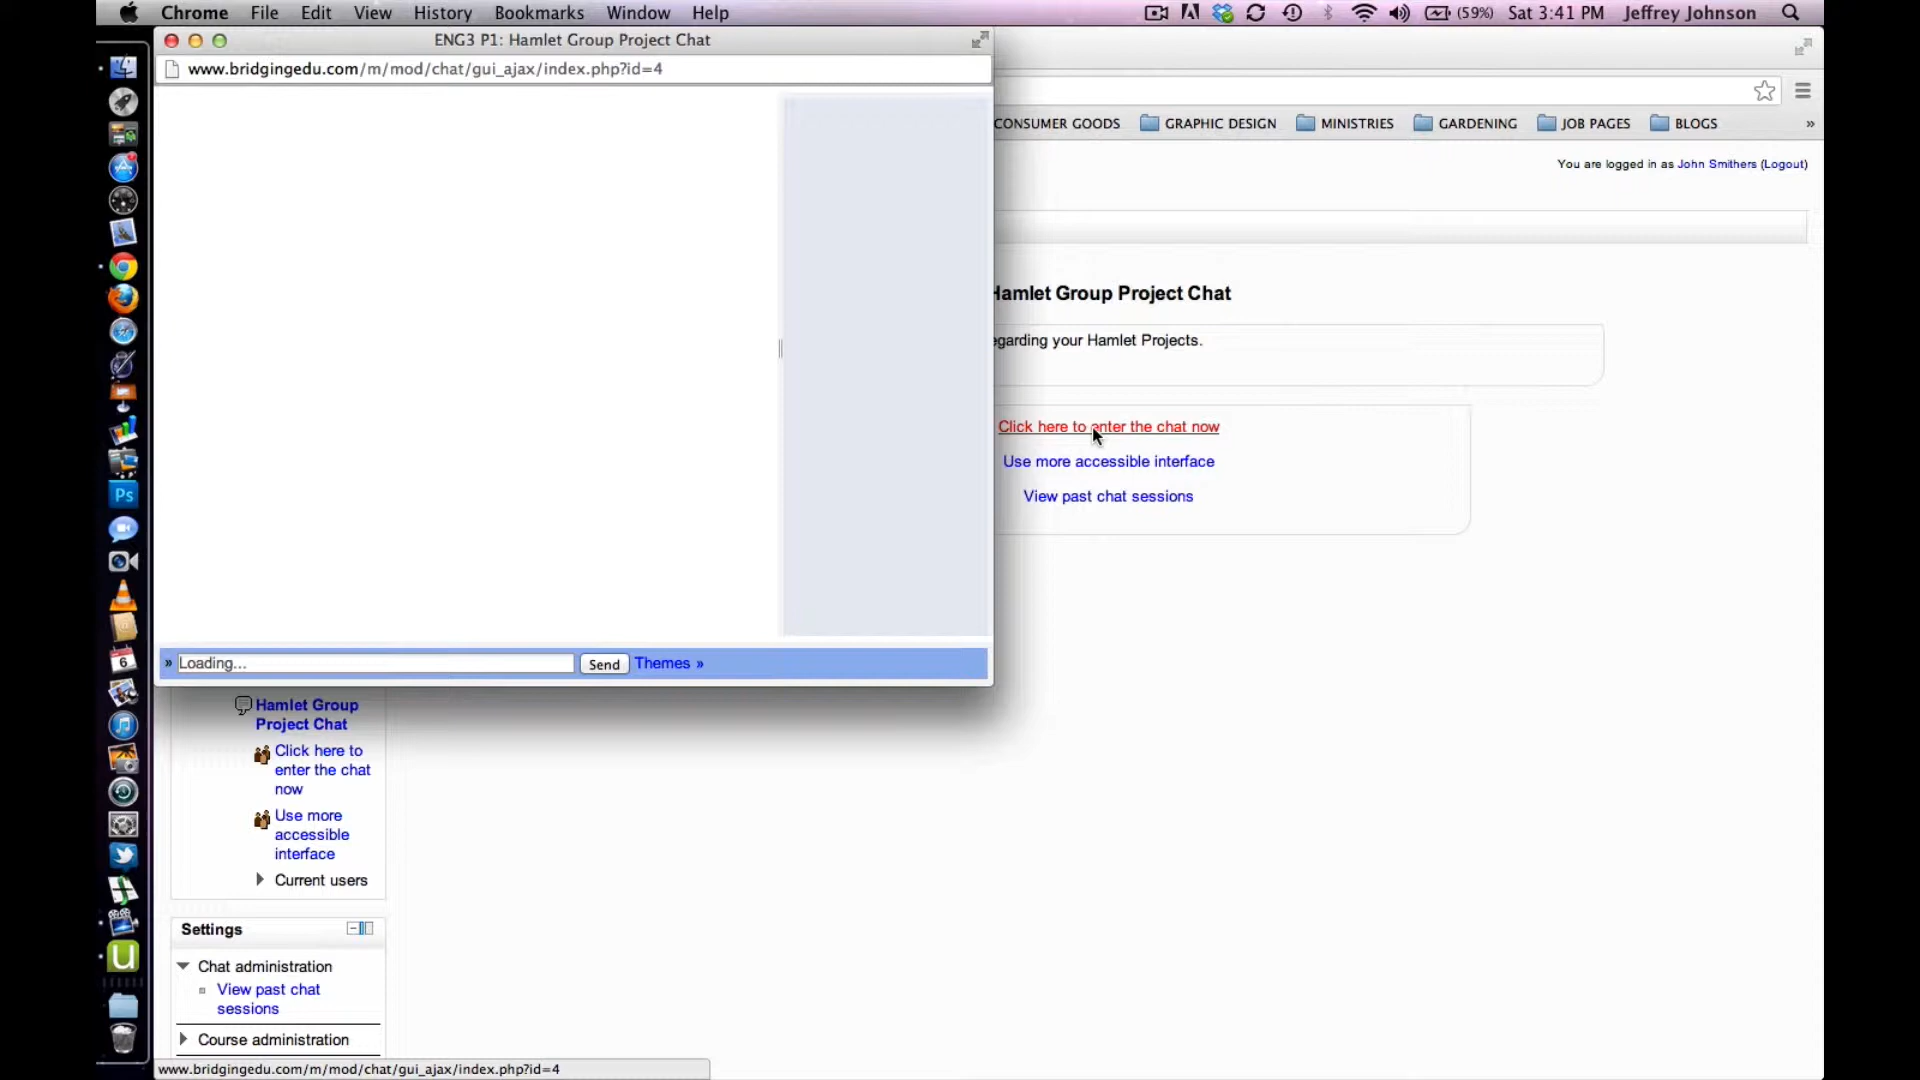 Chrome File Edit View History Bookmarks Window Help (59%) Sat 3:41 PM Jeffrey Johnson
ENG3 P1: Hamlet Group Project Chat
www.bridgingedu.com/m/mod/chat/gui_ajax/index.php?id=4
CONSUMER GOODS GRAPHIC DESIGN MINISTRIES GARDENING JOB PAGES BLOGS »
You are logged in as John Smithers (Logout)
Hamlet Group Project Chat
egarding your Hamlet Projects.
Click here to enter the chat now
Use more accessible interface
View past chat sessions
» Loading... Send Themes »
Hamlet Group
Project Chat
Click here to
enter the chat
now
Use more
accessible
interface
Current users
Settings
Chat administration
View past chat
sessions
Course administration
www.bridgingedu.com/m/mod/chat/gui_ajax/index.php?id=4
Ps
6
U